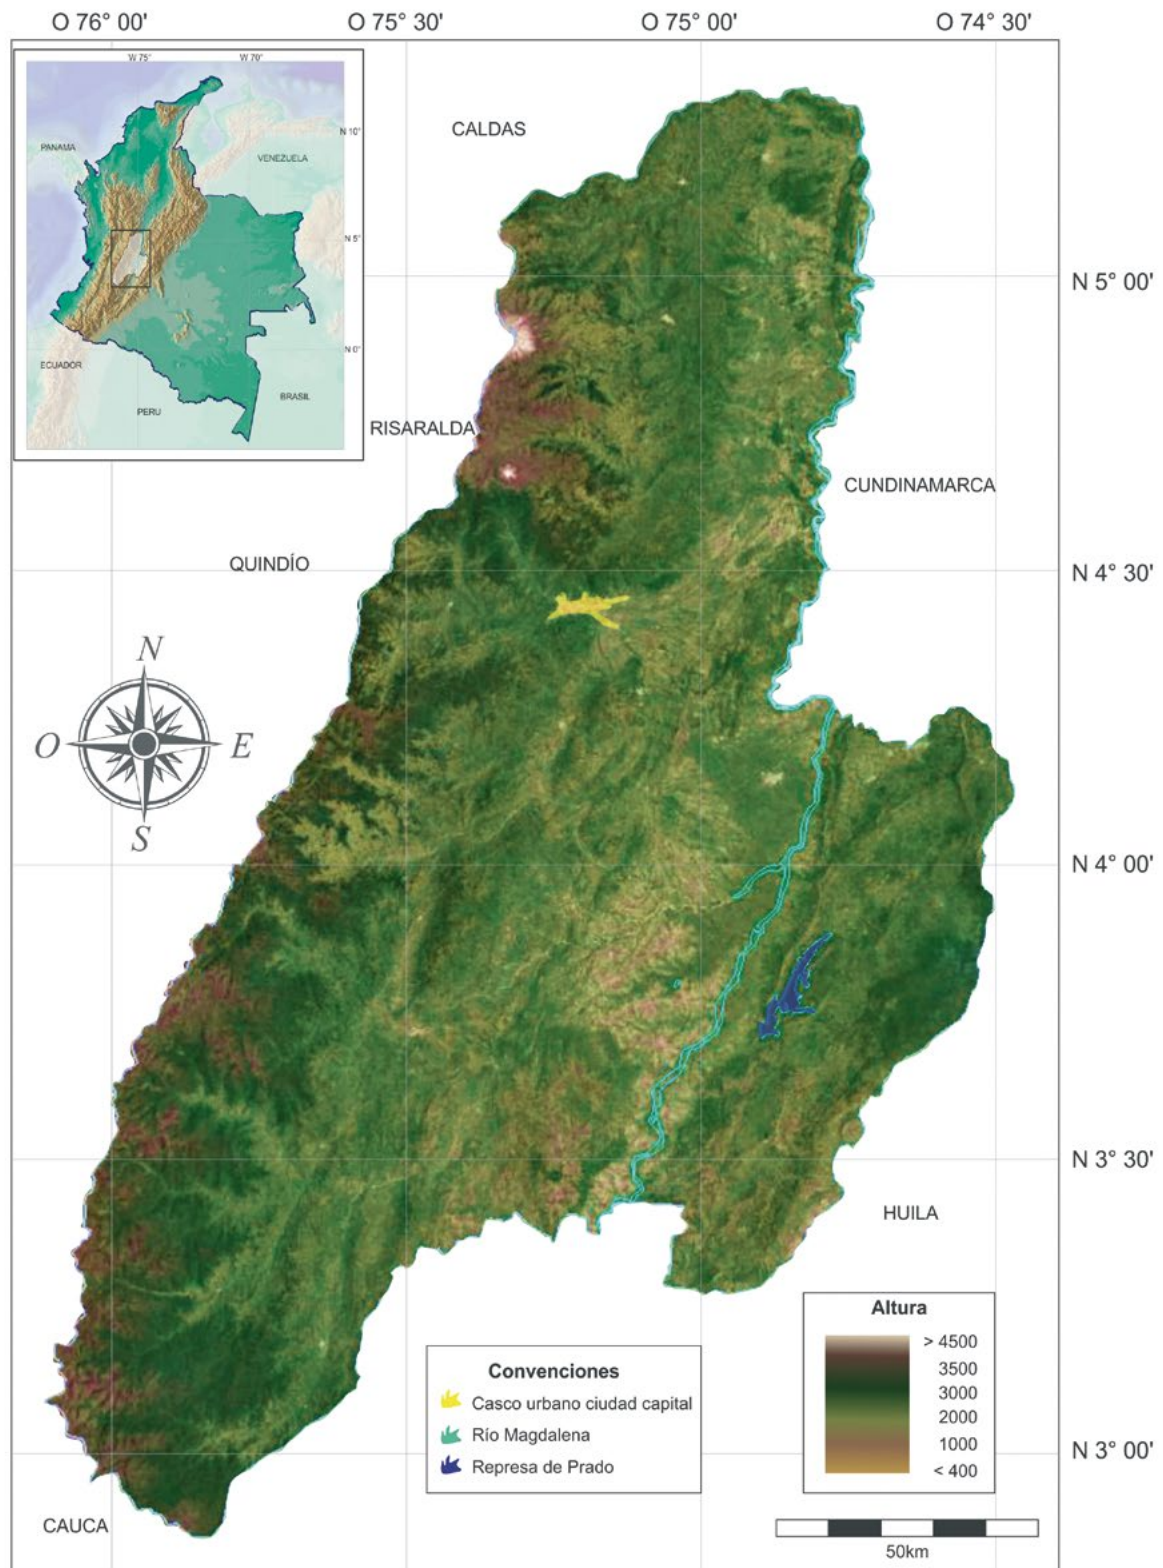 O 76° 00'
O 75° 30'
O 75° 00'
O 74° 30'
W 75°
W 70°
N 10°
PANAMA
VENEZUELA
N 5°
N 0°
ECUADOR
PERU
BRASIL
CALDAS
N 5° 00'
RISARALDA
CUNDINAMARCA
QUINDÍO
N 4° 30'
N
O
E
S
N 4° 00'
N 3° 30'
HUILA
Altura
> 4500
3500
3000
2000
1000
< 400
Convenciones
Casco urbano ciudad capital
Río Magdalena
Represa de Prado
N 3° 00'
CAUCA
50km